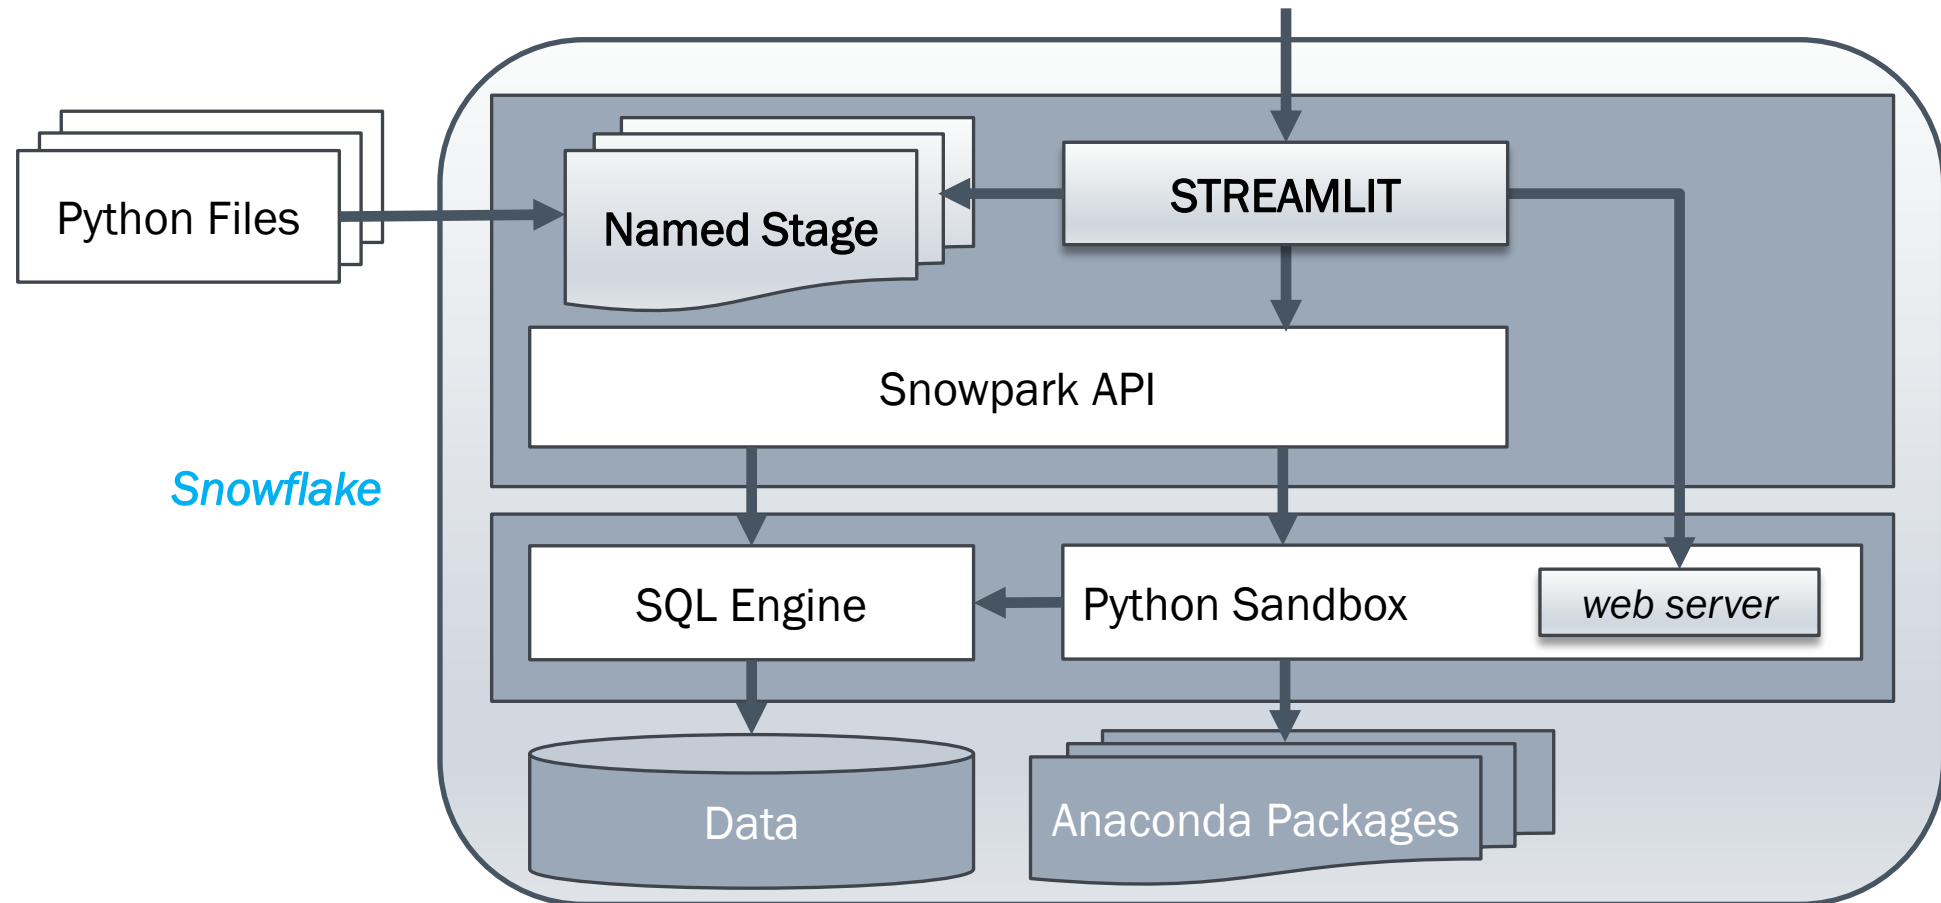 Python Files
Named Stage
STREAMLIT
Snowpark API
Snowflake
SQL Engine
Python Sandbox
web server
Data
Anaconda Packages